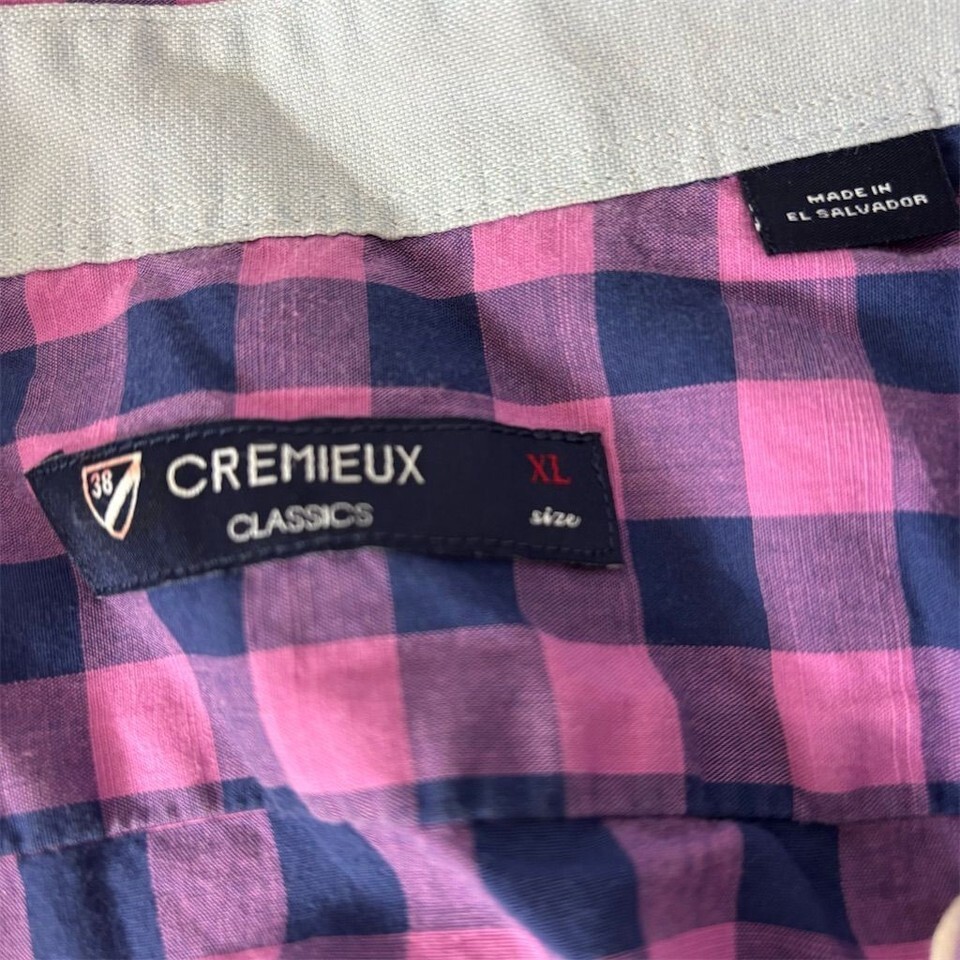 MADE IN
EL SALVADOR
38 CREMIEUX XL
CLASSICS size